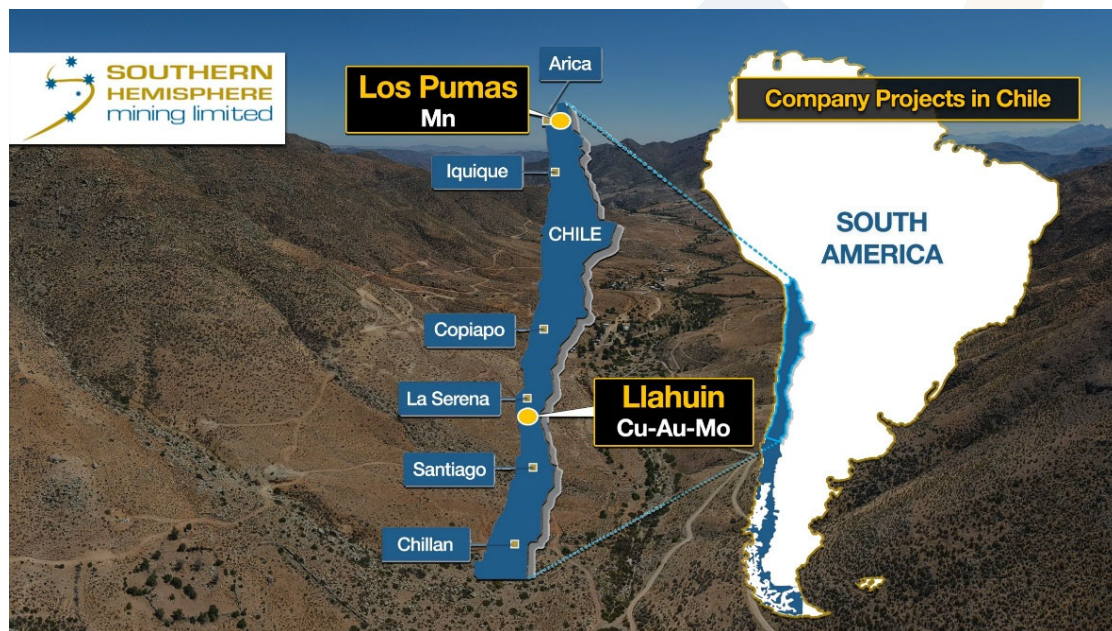 SOUTHERN
HEMISPHERE
mining limited
Los Pumas
Mn
Arica
Company Projects in Chile
Iquique
CHILE
SOUTH
AMERICA
Copiapo
La Serena
Llahuin
Cu-Au-Mo
Santiago
Chillan